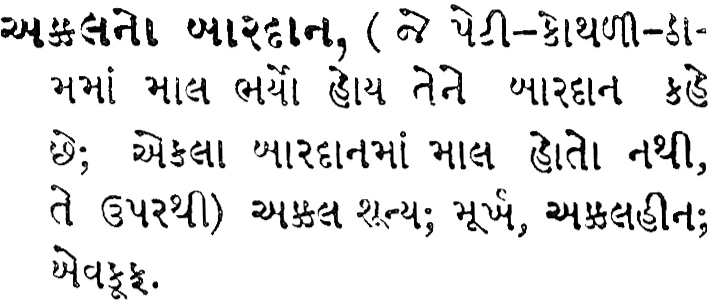 અક્કલનો બારદાન, ( જે પેટી–કોથળી–ઠા-
મમાં માલ ભર્યો હોય તેને બારદાન કહે
છે; એકલા બારદાનમાં માલ હોતો નથી,
તે ઉપરથી) અક્કલ શૂન્ય; મૂર્ખ, અક્કલહીન;
બેવકૂફ.